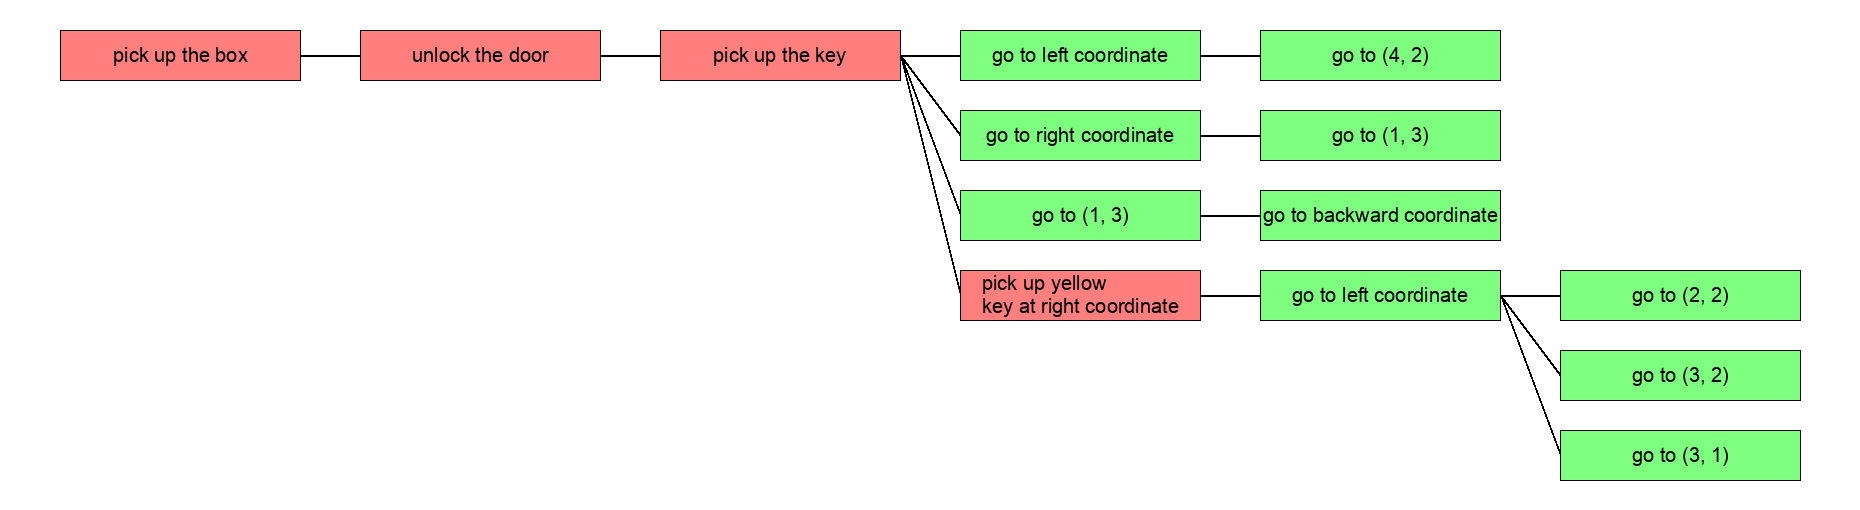 pick up the box
unlock the door
pick up the key
go to left coordinate
go to (4, 2)
go to right coordinate
go to (1, 3)
go to (1, 3)
go to backward coordinate
pick up yellow
key at right coordinate
go to left coordinate
go to (2, 2)
go to (3, 2)
go to (3, 1)